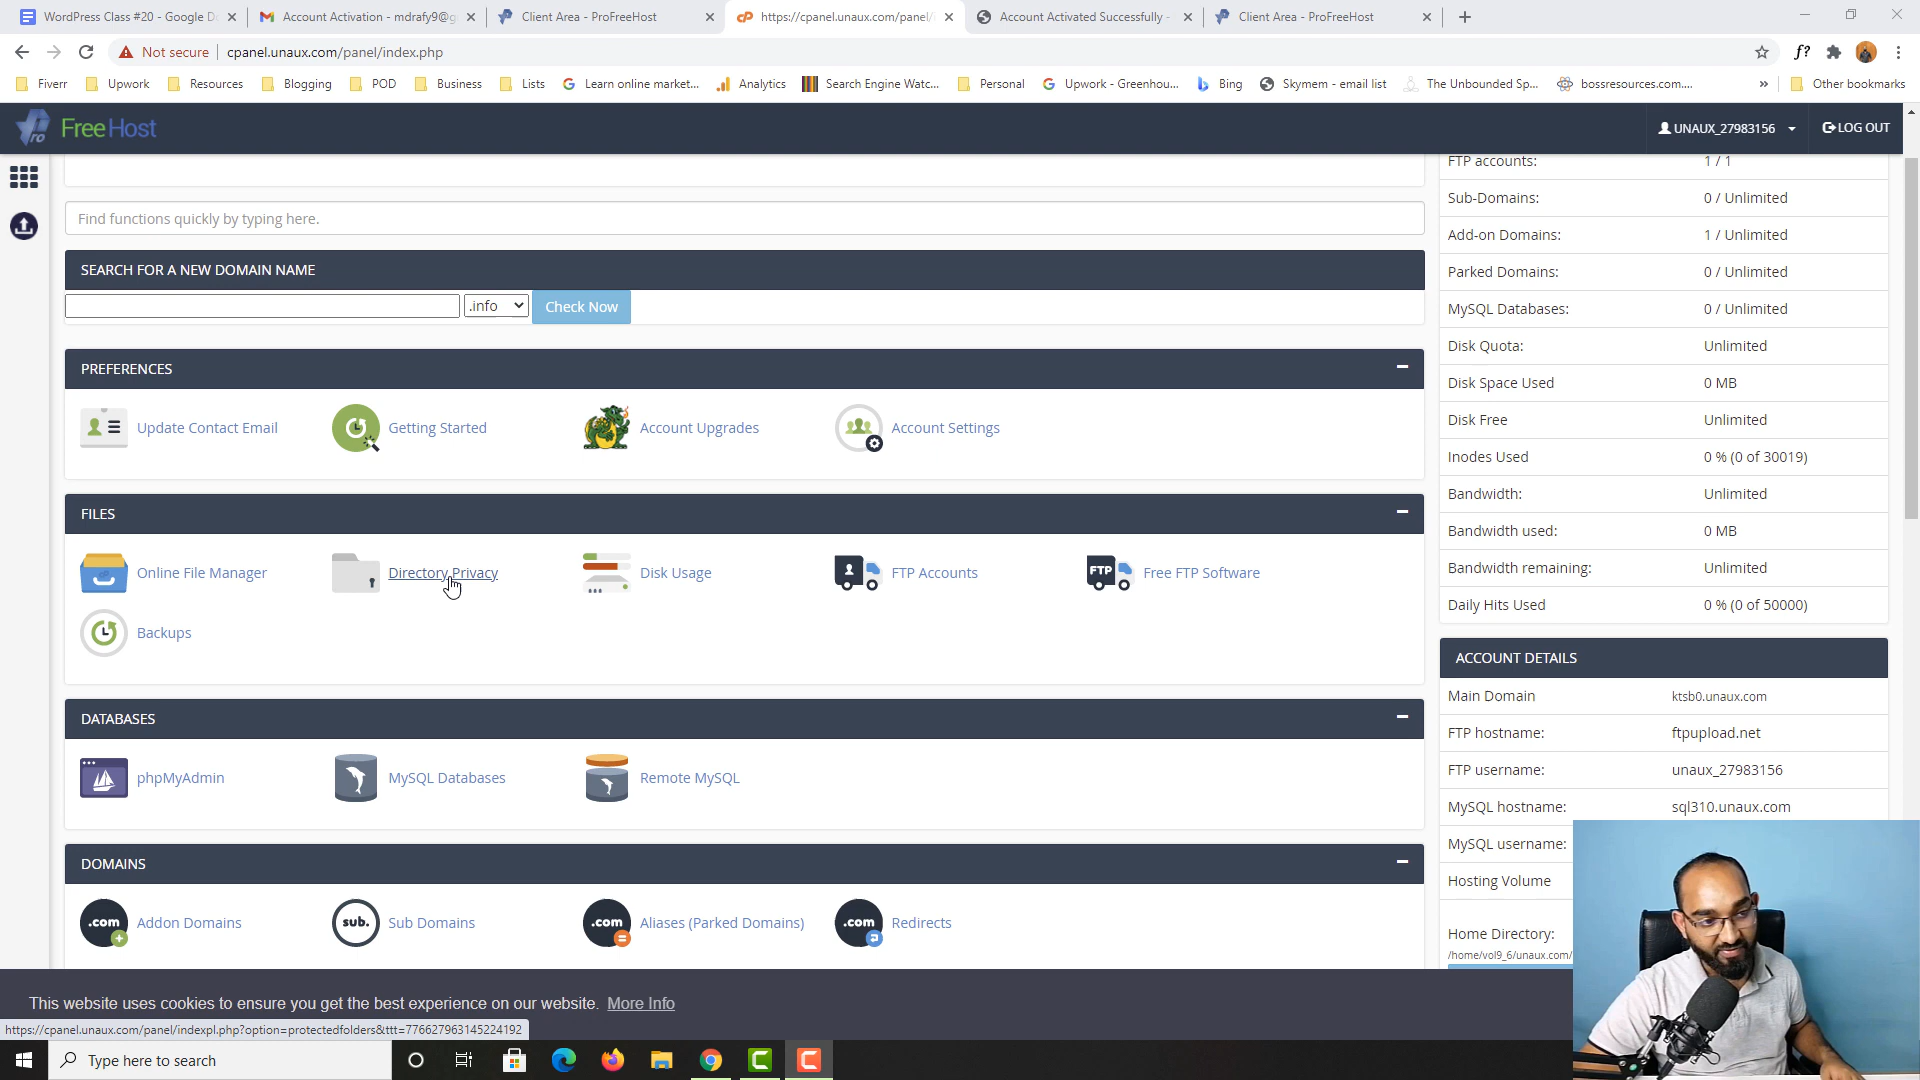 WordPress Class #20 - Google Do
Account Activation - mdrafy9@g
Client Area - ProFreeHost
https://cpanel.unaux.com/panel/i
Account Activated Successfully -
Client Area - ProFreeHost
Not secure
cpanel.unaux.com/panel/index.php
f?
Fiverr
Upwork
Resources
Blogging
POD
Business
Lists
Learn online market...
Analytics
Search Engine Watc...
Personal
Upwork - Greenhou...
Bing
Skymem - email list
The Unbounded Sp...
bossresources.com....
»
Other bookmarks
ro FreeHost
UNAUX_27983156
LOG OUT
FTP accounts: 1 / 1
Find functions quickly by typing here.
Sub-Domains: 0 / Unlimited
Add-on Domains: 1 / Unlimited
SEARCH FOR A NEW DOMAIN NAME
Parked Domains: 0 / Unlimited
.info
Check Now
MySQL Databases: 0 / Unlimited
Disk Quota: Unlimited
PREFERENCES
Disk Space Used 0 MB
Update Contact Email
Getting Started
Account Upgrades
Account Settings
Disk Free Unlimited
Inodes Used 0 % (0 of 30019)
Bandwidth: Unlimited
FILES
Bandwidth used: 0 MB
Online File Manager
Directory Privacy
Disk Usage
FTP Accounts
FTP
Free FTP Software
Bandwidth remaining: Unlimited
Daily Hits Used 0 % (0 of 50000)
Backups
ACCOUNT DETAILS
Main Domain ktsb0.unaux.com
DATABASES
FTP hostname: ftpupload.net
phpMyAdmin
MySQL Databases
Remote MySQL
FTP username: unaux_27983156
MySQL hostname: sql310.unaux.com
MySQL username:
DOMAINS
Hosting Volume
.com
Addon Domains
sub.
Sub Domains
.com
Aliases (Parked Domains)
.com
Redirects
Home Directory:
/home/vol9_6/unaux.com/
This website uses cookies to ensure you get the best experience on our website. More Info
https://cpanel.unaux.com/panel/indexpl.php?option=protectedfolders&ttt=776627963145224192
Type here to search